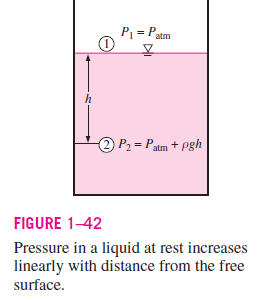 P₁ = Pₐₜₘ
①
h
② P₂ = Pₐₜₘ + ρgh
FIGURE 1–42
Pressure in a liquid at rest increases
linearly with distance from the free
surface.